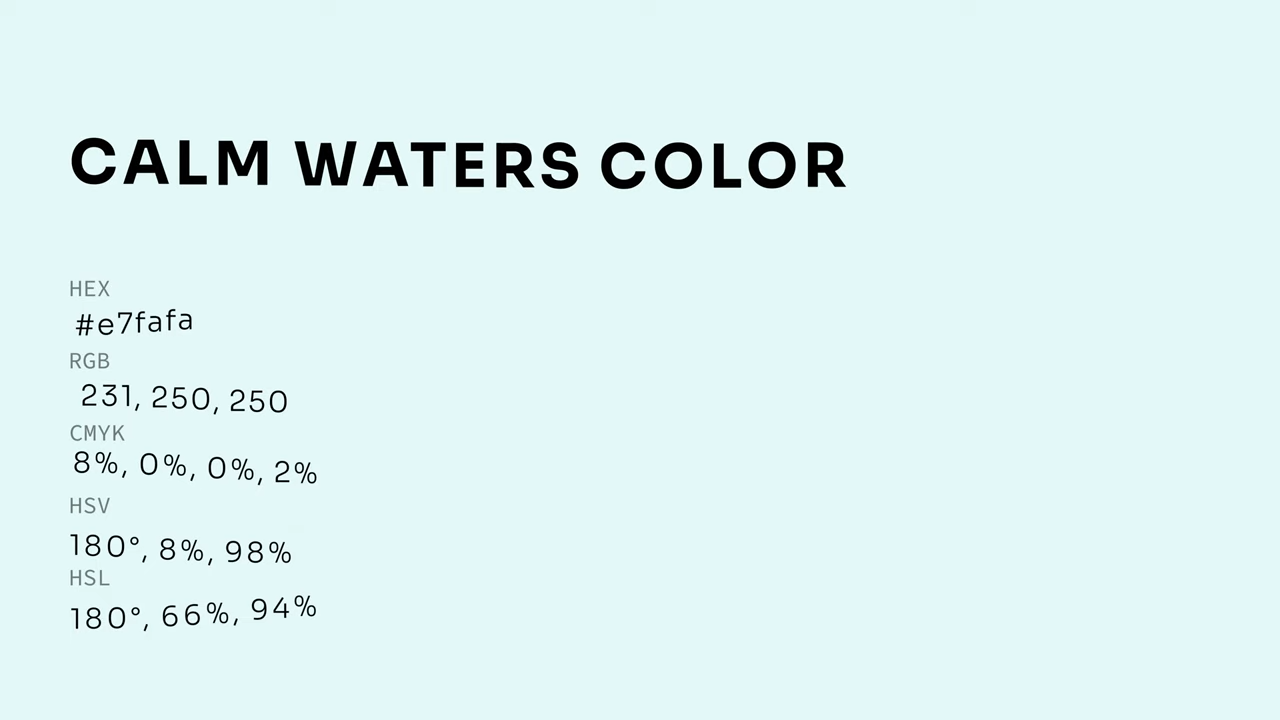 CALM WATERS COLOR
HEX
#e7fafa
RGB
231, 250, 250
CMYK
8%, 0%, 0%, 2%
HSV
180°, 8%, 98%
HSL
180°, 66%, 94%